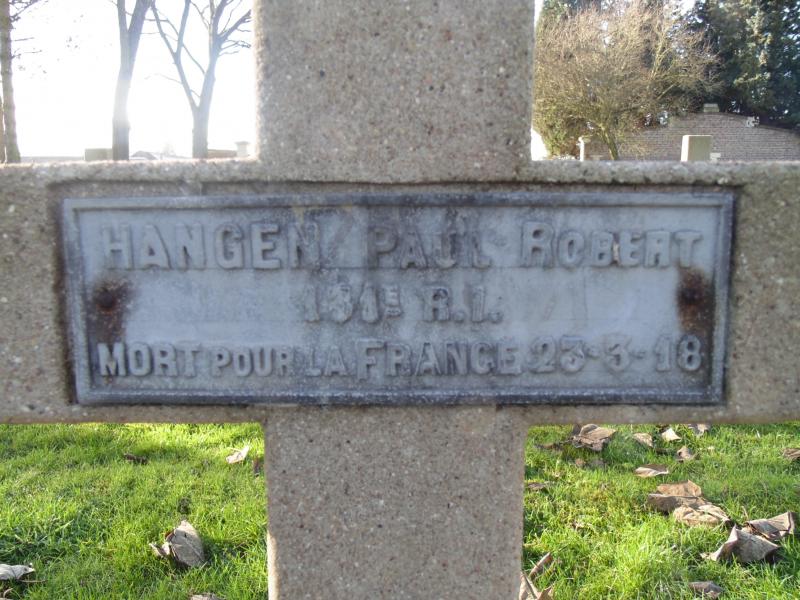 HANGEN PAUL ROBERT
131E R.I.
MORT POUR LA FRANCE 23-3-18